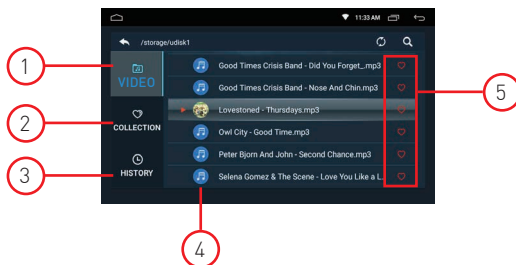 11:33 AM
/storage/udisk1
Good Times Crisis Band - Did You Forget_.mp3
1
VIDEO
Good Times Crisis Band - Nose And Chin.mp3
5
Lovestoned - Thursdays.mp3
2
COLLECTION
Owl City - Good Time.mp3
Peter Bjorn And John - Second Chance.mp3
3
HISTORY
Selena Gomez & The Scene - Love You Like a L..
4